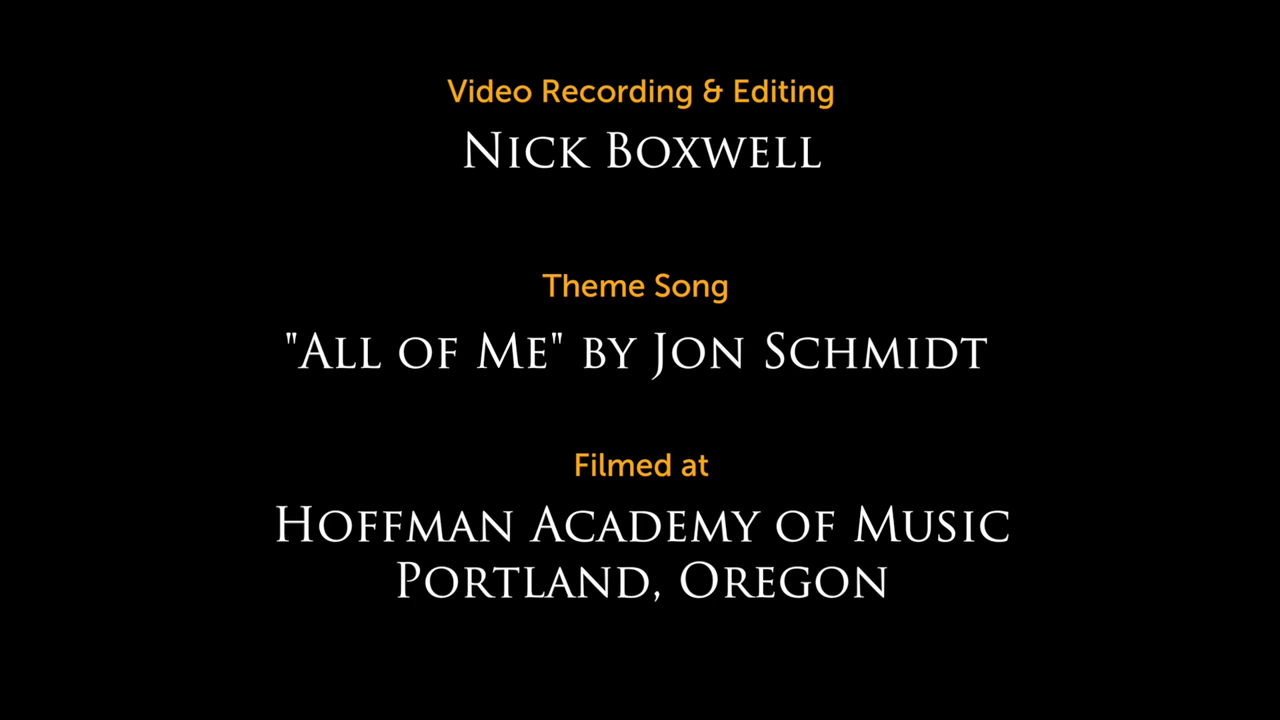 Video Recording & Editing
Nick Boxwell
Theme Song
"All of Me" by Jon Schmidt
Filmed at
Hoffman Academy of Music
Portland, Oregon